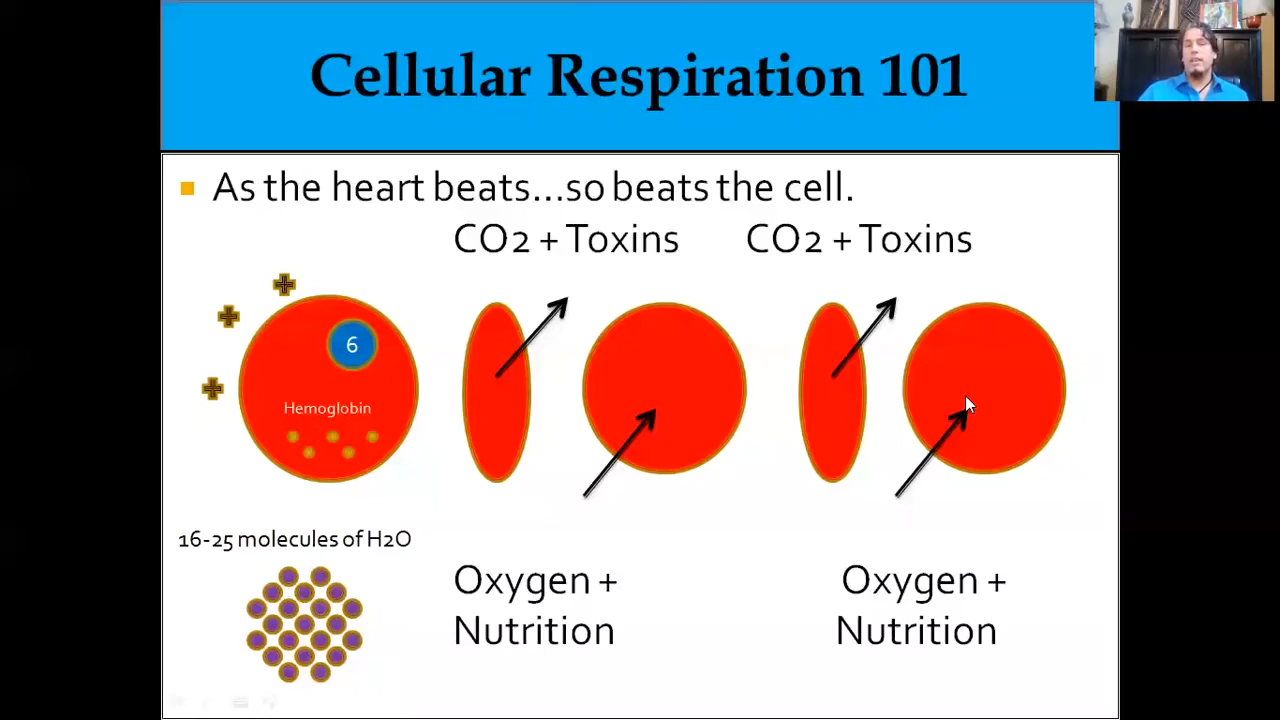 Cellular Respiration 101
As the heart beats...so beats the cell.
CO2 + Toxins
CO2 + Toxins
6
Hemoglobin
16-25 molecules of H2O
Oxygen +
Nutrition
Oxygen +
Nutrition